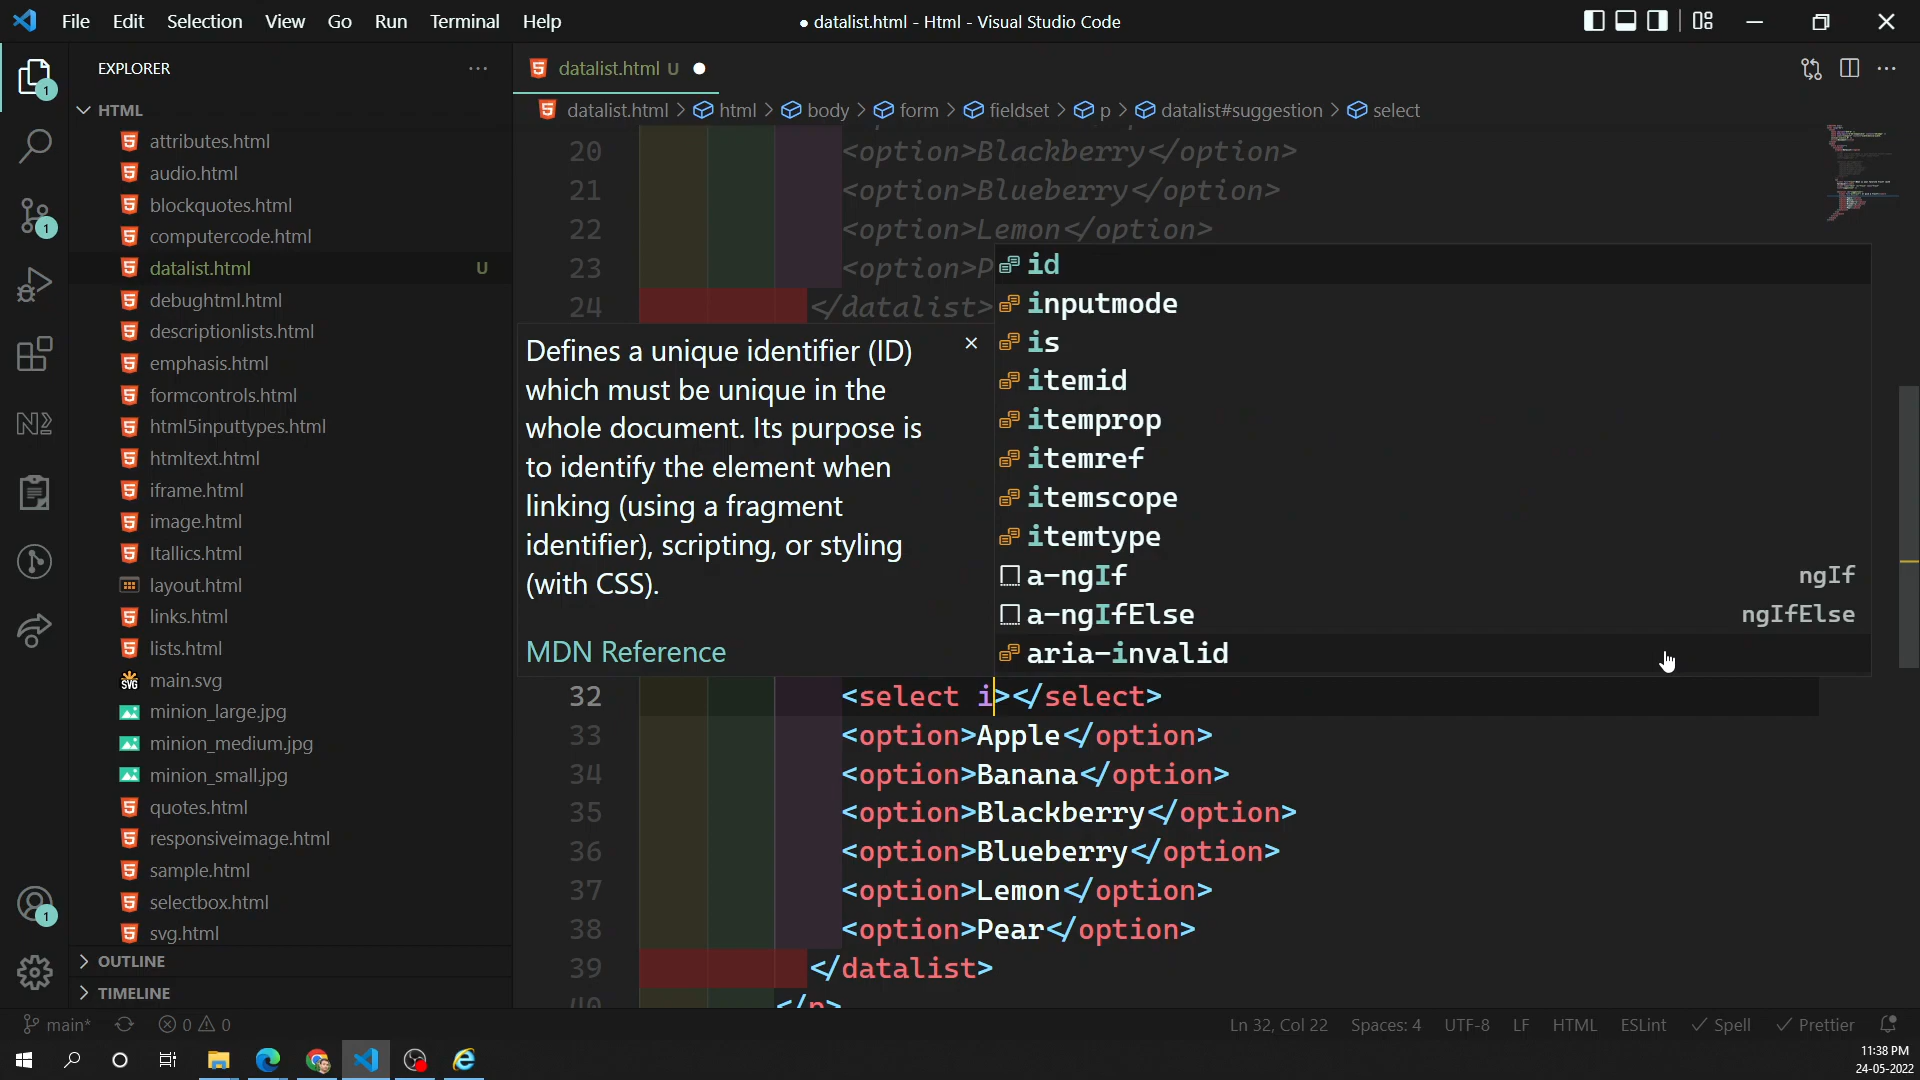 File Edit Selection View Go Run Terminal Help
● datalist.html - Html - Visual Studio Code
EXPLORER
datalist.html U
HTML
datalist.html > html > body > form > fieldset > p > datalist#suggestion > select
attributes.html
audio.html
blockquotes.html
computercode.html
datalist.html U
debughtml.html
descriptionlists.html
emphasis.html
formcontrols.html
html5inputtypes.html
htmltext.html
iframe.html
image.html
Itallics.html
layout.html
links.html
lists.html
main.svg
minion_large.jpg
minion_medium.jpg
minion_small.jpg
quotes.html
responsiveimage.html
sample.html
selectbox.html
svg.html
OUTLINE
TIMELINE
1
1
1
20 <option>Blackberry</option>
21 <option>Blueberry</option>
22 <option>Lemon</option>
23 <option>P
24 </datalist>
Defines a unique identifier (ID)
which must be unique in the
whole document. Its purpose is
to identify the element when
linking (using a fragment
identifier), scripting, or styling
(with CSS).
MDN Reference
id
inputmode
is
itemid
itemprop
itemref
itemscope
itemtype
a-ngIf ngIf
a-ngIfElse ngIfElse
aria-invalid
32 <select i></select>
33 <option>Apple</option>
34 <option>Banana</option>
35 <option>Blackberry</option>
36 <option>Blueberry</option>
37 <option>Lemon</option>
38 <option>Pear</option>
39 </datalist>
40 </p>
main* 0 0
Ln 32, Col 22 Spaces: 4 UTF-8 LF HTML ESLint Spell Prettier
11:38 PM
24-05-2022